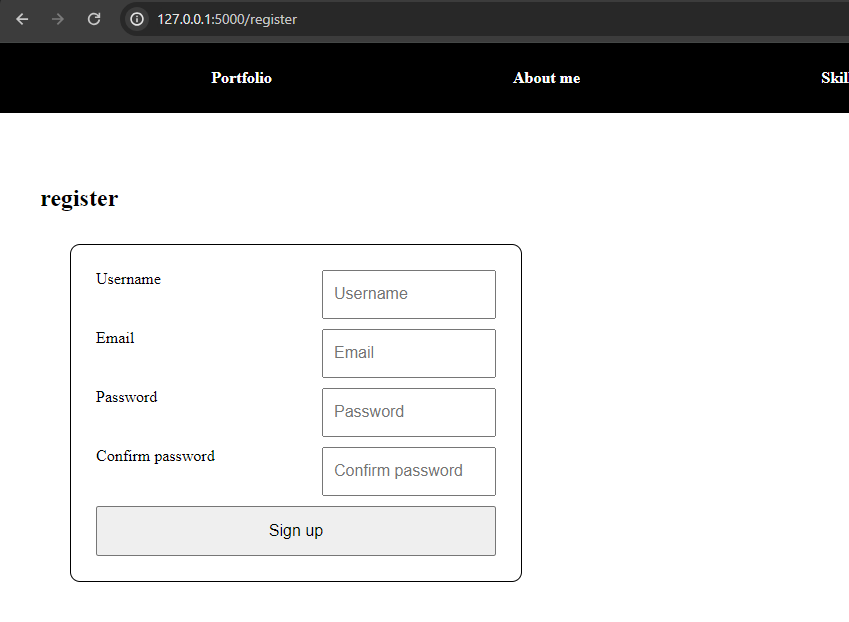 127.0.0.1:5000/register
Portfolio About me
register
Username Username
Email Email
Password Password
Confirm password Confirm password
Sign up